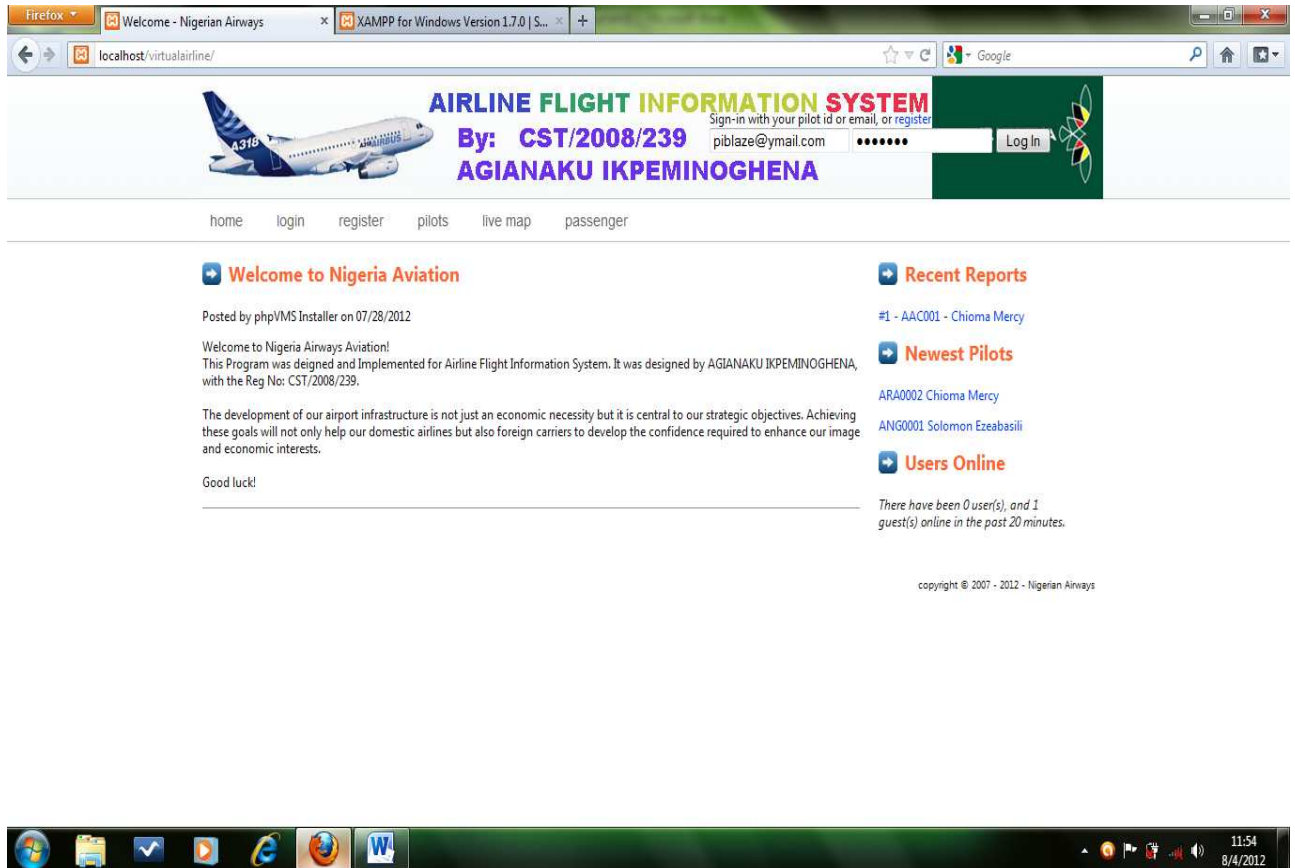 Firefox
Welcome - Nigerian Airways
XAMPP for Windows Version 1.7.0 | S...
localhost/virtualairline/
Google
AIRLINE FLIGHT INFORMATION SYSTEM
Sign-in with your pilot id or email, or register
By: CST/2008/239
piblaze@ymail.com
•••••••
Log In
AGIANAKU IKPEMINOGHENA
A318
AIRBUS
home login register pilots live map passenger
Welcome to Nigeria Aviation
Posted by phpVMS Installer on 07/28/2012
Welcome to Nigeria Airways Aviation!
This Program was deigned and Implemented for Airline Flight Information System. It was designed by AGIANAKU IKPEMINOGHENA,
with the Reg No: CST/2008/239.
The development of our airport infrastructure is not just an economic necessity but it is central to our strategic objectives. Achieving
these goals will not only help our domestic airlines but also foreign carriers to develop the confidence required to enhance our image
and economic interests.
Good luck!
Recent Reports
#1 - AAC001 - Chioma Mercy
Newest Pilots
ARA0002 Chioma Mercy
ANG0001 Solomon Ezeabasili
Users Online
There have been 0 user(s), and 1
guest(s) online in the past 20 minutes.
copyright © 2007 - 2012 - Nigerian Airways
11:54
8/4/2012